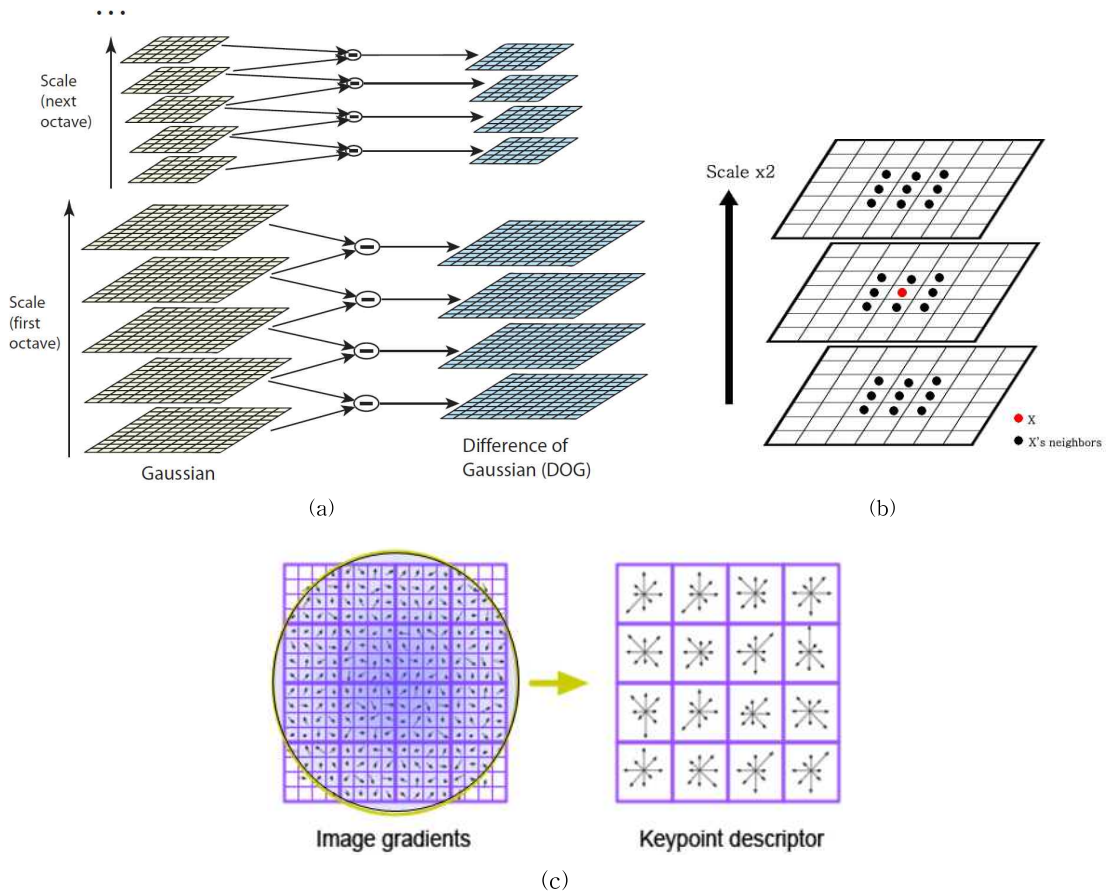 ...
Scale
(next
octave)
Scale
(first
octave)
Gaussian
Difference of
Gaussian (DOG)
(a)
Scale x2
X
X's neighbors
(b)
Image gradients
Keypoint descriptor
(c)